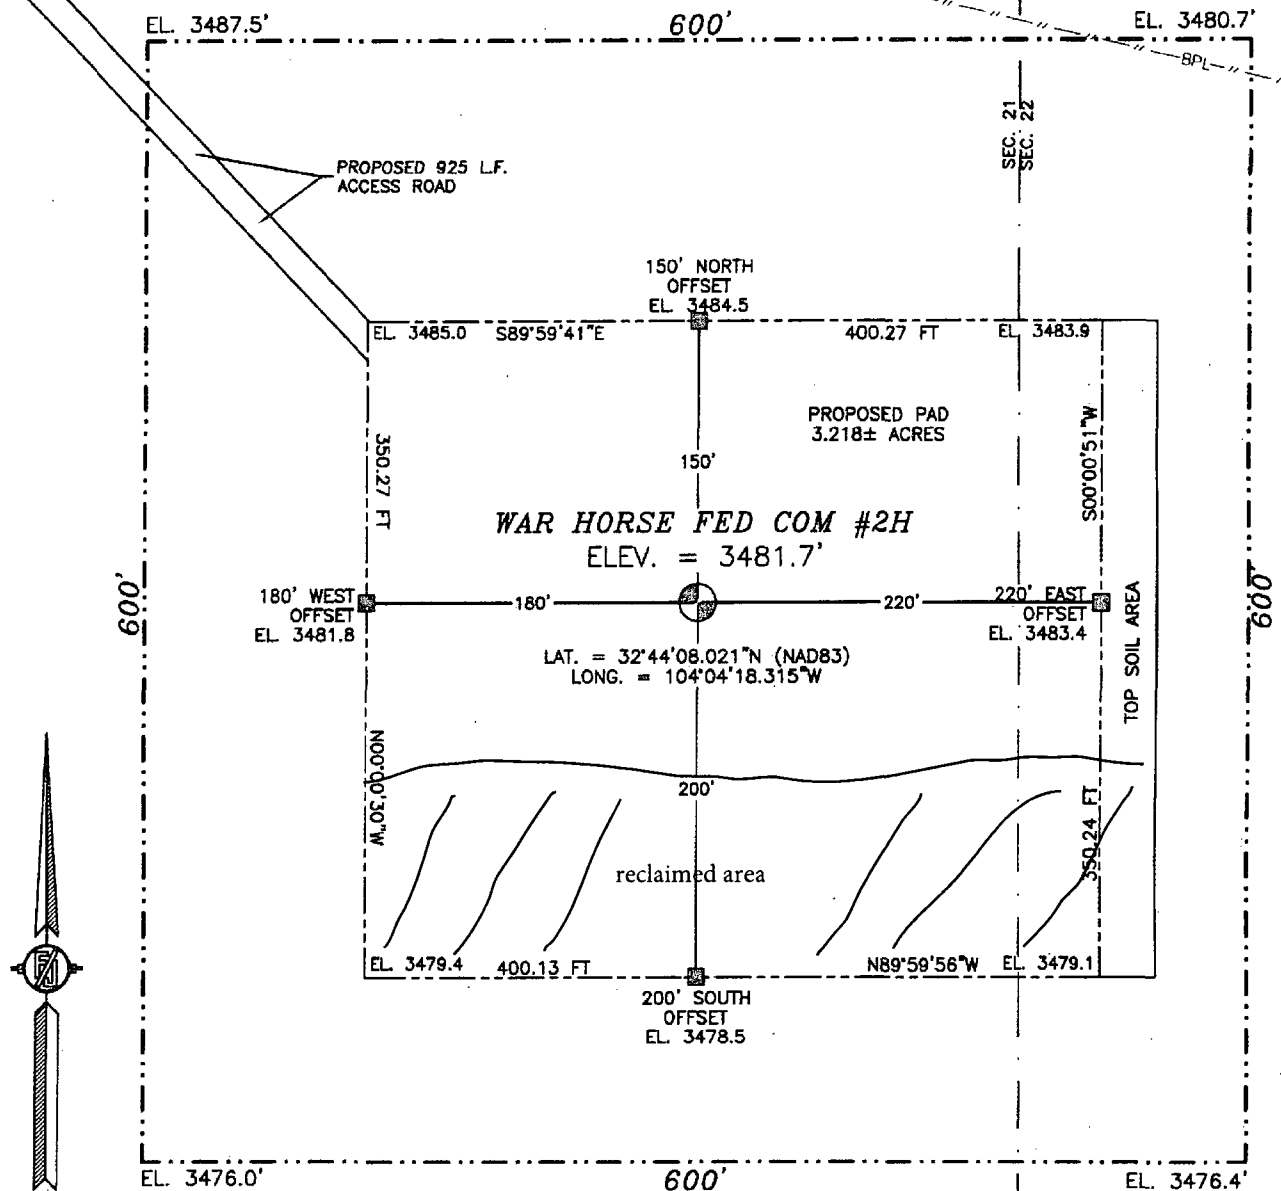 EL. 3487.5'
600'
EL. 3480.7'
BPL
SEC. 21
SEC. 22
PROPOSED 925 L.F.
ACCESS ROAD
150' NORTH
OFFSET
EL. 3484.5
EL. 3485.0 S89°59'41"E 400.27 FT EL. 3483.9
PROPOSED PAD
3.218± ACRES
350.27 FT
150'
S00°00'51"W
WAR HORSE FED COM #2H
ELEV. = 3481.7'
600'
180' WEST
OFFSET
EL. 3481.8
180'
220'
220' EAST
OFFSET
EL. 3483.4
600'
LAT. = 32°44'08.021"N (NAD83)
LONG. = 104°04'18.315"W
TOP SOIL AREA
N00°00'30"W
200'
350.24 FT
reclaimed area
EL. 3479.4 400.13 FT N89°59'56"W EL. 3479.1
200' SOUTH
OFFSET
EL. 3478.5
EL. 3476.0'
600'
EL. 3476.4'